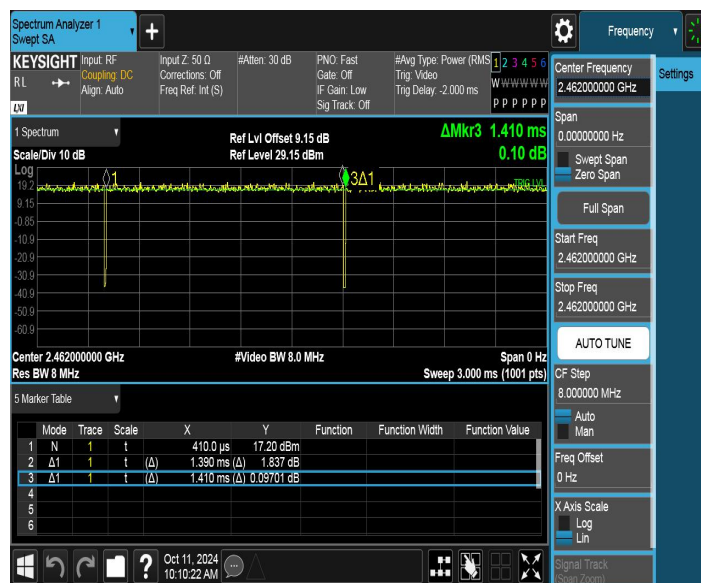 Spectrum Analyzer 1
Swept SA
Frequency
KEYSIGHT
RL
LXI
Input: RF
Coupling: DC
Align: Auto
Input Z: 50 Ω
Corrections: Off
Freq Ref: Int (S)
#Atten: 30 dB
PNO: Fast
Gate: Off
IF Gain: Low
Sig Track: Off
#Avg Type: Power (RMS
Trig: Video
Trig Delay: -2.000 ms
1 2 3 4 5 6
W W W W W W
P P P P P P
1 Spectrum
Scale/Div 10 dB
Ref Lvl Offset 9.15 dB
Ref Level 29.15 dBm
ΔMkr3 1.410 ms
0.10 dB
Log
1
3Δ1
TRIG LVL
19.2
9.15
-0.85
-10.9
-20.9
-30.9
-40.9
-50.9
-60.9
Center 2.462000000 GHz
#Video BW 8.0 MHz
Span 0 Hz
Res BW 8 MHz
Sweep 3.000 ms (1001 pts)
5 Marker Table
Mode Trace Scale X Y Function Function Width Function Value
1 N 1 t 410.0 µs 17.20 dBm
2 Δ1 1 t (Δ) 1.390 ms (Δ) 1.837 dB
3 Δ1 1 t (Δ) 1.410 ms (Δ) 0.09701 dB
4
5
6
?
Oct 11, 2024
10:10:22 AM
Center Frequency
2.462000000 GHz
Settings
Span
0.00000000 Hz
Swept Span
Zero Span
Full Span
Start Freq
2.462000000 GHz
Stop Freq
2.462000000 GHz
AUTO TUNE
CF Step
8.000000 MHz
Auto
Man
Freq Offset
0 Hz
X Axis Scale
Log
Lin
Signal Track
(Span Zoom)